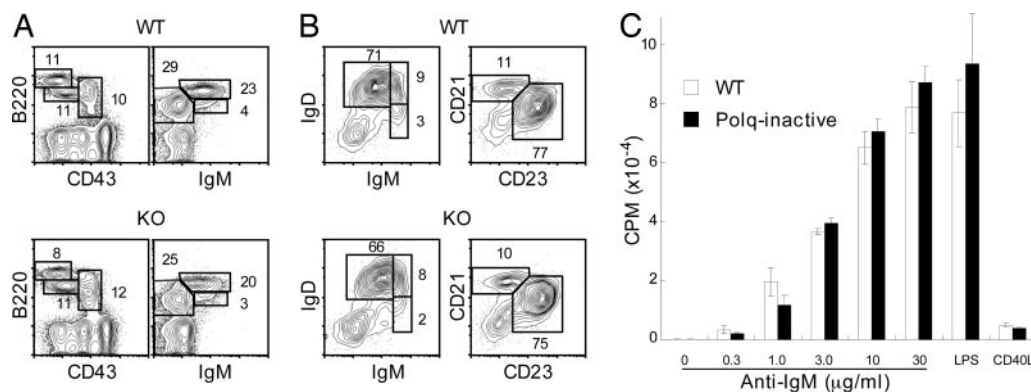 A
WT
B220
11
11
10
CD43
29
23
4
IgM
KO
B220
8
11
12
CD43
25
20
3
IgM
B
WT
IgD
71
9
3
IgM
CD21
11
77
CD23
KO
IgD
66
8
2
IgM
CD21
10
75
CD23
C
CPM (x10⁻⁴)
10
8
6
4
2
0
WT
Polq-inactive
0 0.3 1.0 3.0 10 30 LPS CD40L
Anti-IgM (μg/ml)